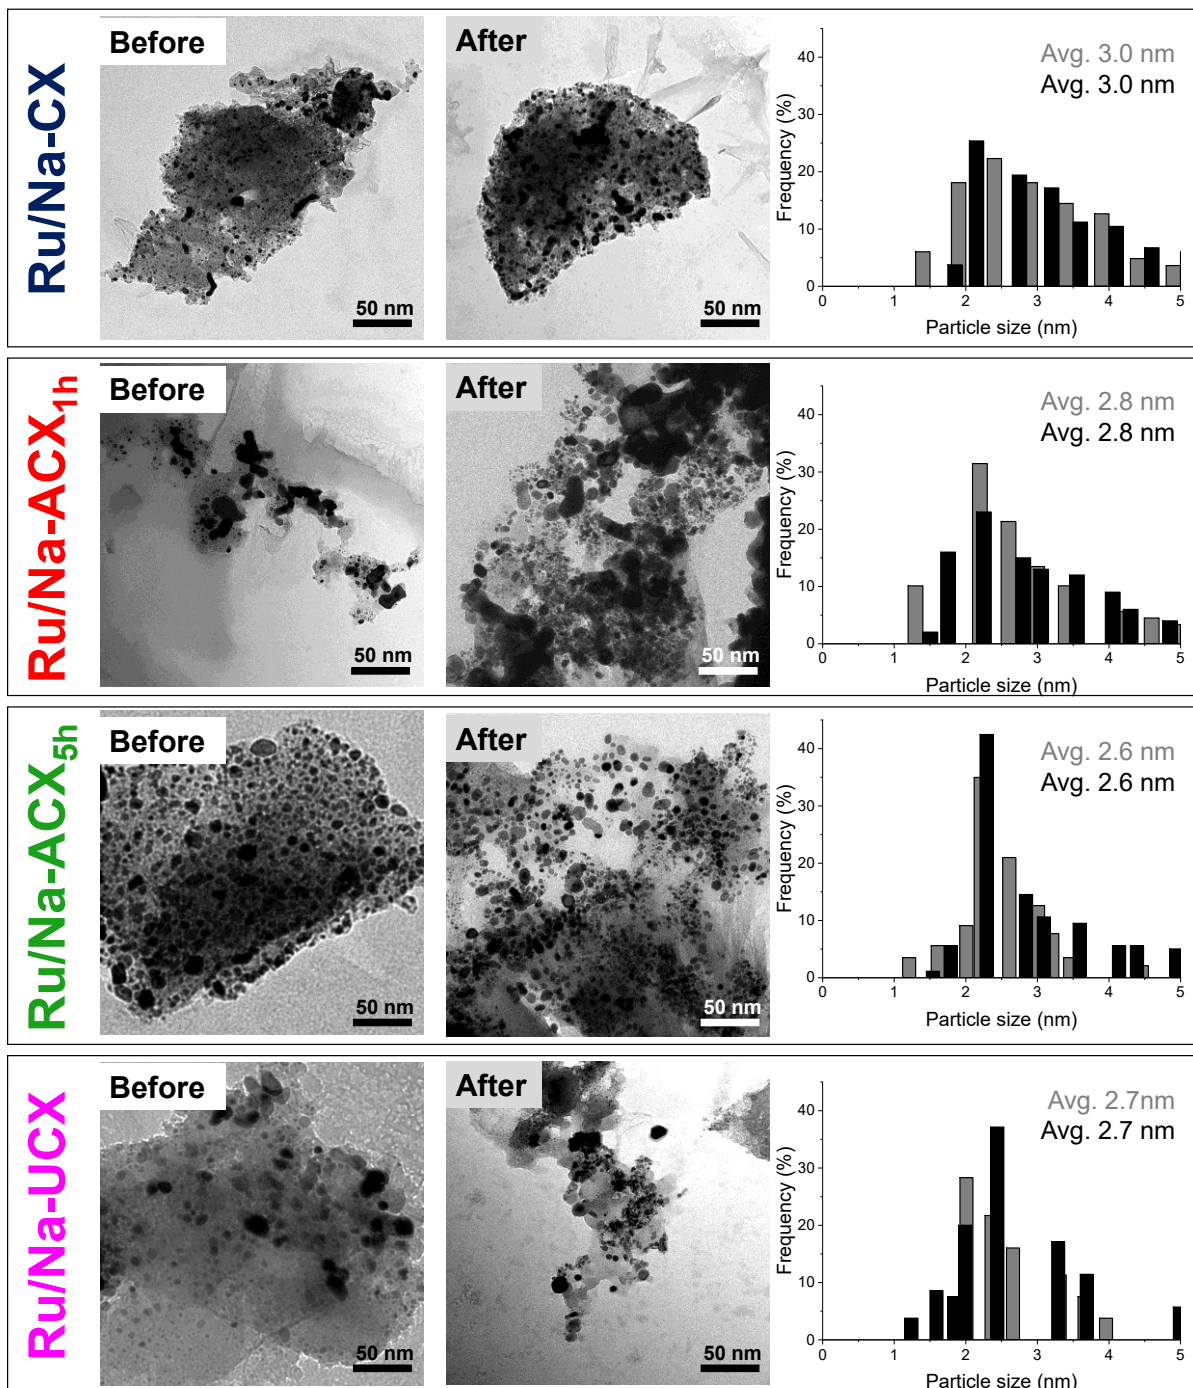 Ru/Na-CX
Before
50 nm
After
50 nm
Avg. 3.0 nm
Avg. 3.0 nm
Frequency (%)
40
30
20
10
0
0 1 2 3 4 5
Particle size (nm)
Ru/Na-ACX1h
Before
50 nm
After
50 nm
Avg. 2.8 nm
Avg. 2.8 nm
Frequency (%)
40
30
20
10
0
0 1 2 3 4 5
Particle size (nm)
Ru/Na-ACX5h
Before
50 nm
After
50 nm
Avg. 2.6 nm
Avg. 2.6 nm
Frequency (%)
40
30
20
10
0
0 1 2 3 4 5
Particle size (nm)
Ru/Na-UCX
Before
50 nm
After
50 nm
Avg. 2.7nm
Avg. 2.7 nm
Frequency (%)
40
30
20
10
0
0 1 2 3 4 5
Particle size (nm)